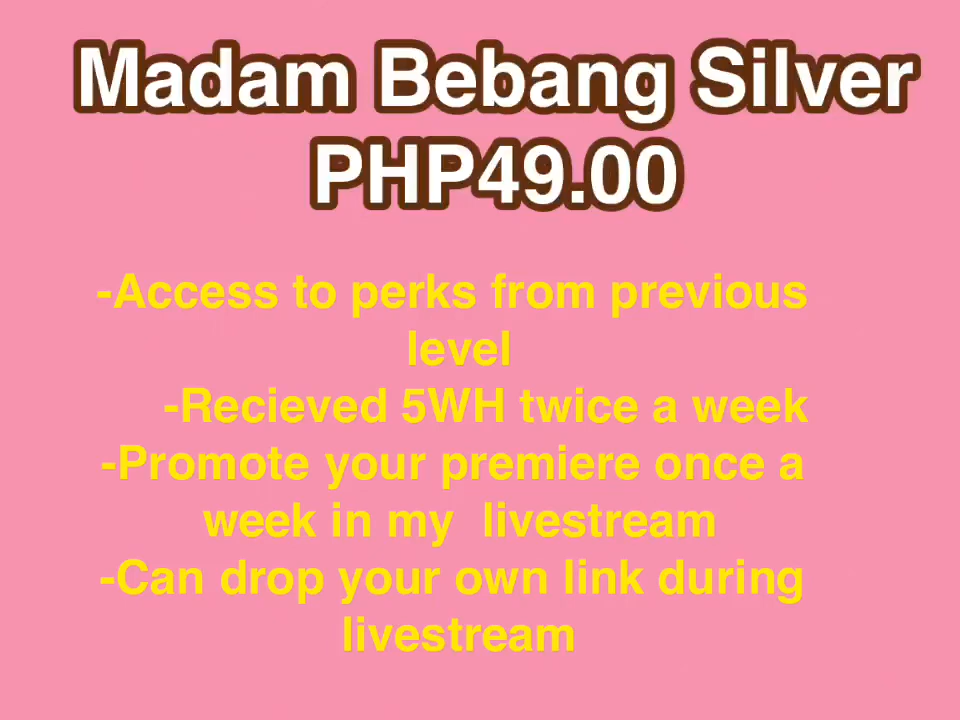 Madam Bebang Silver
PHP49.00
-Access to perks from previous
level
-Recieved 5WH twice a week
-Promote your premiere once a
week in my  livestream
-Can drop your own link during
livestream